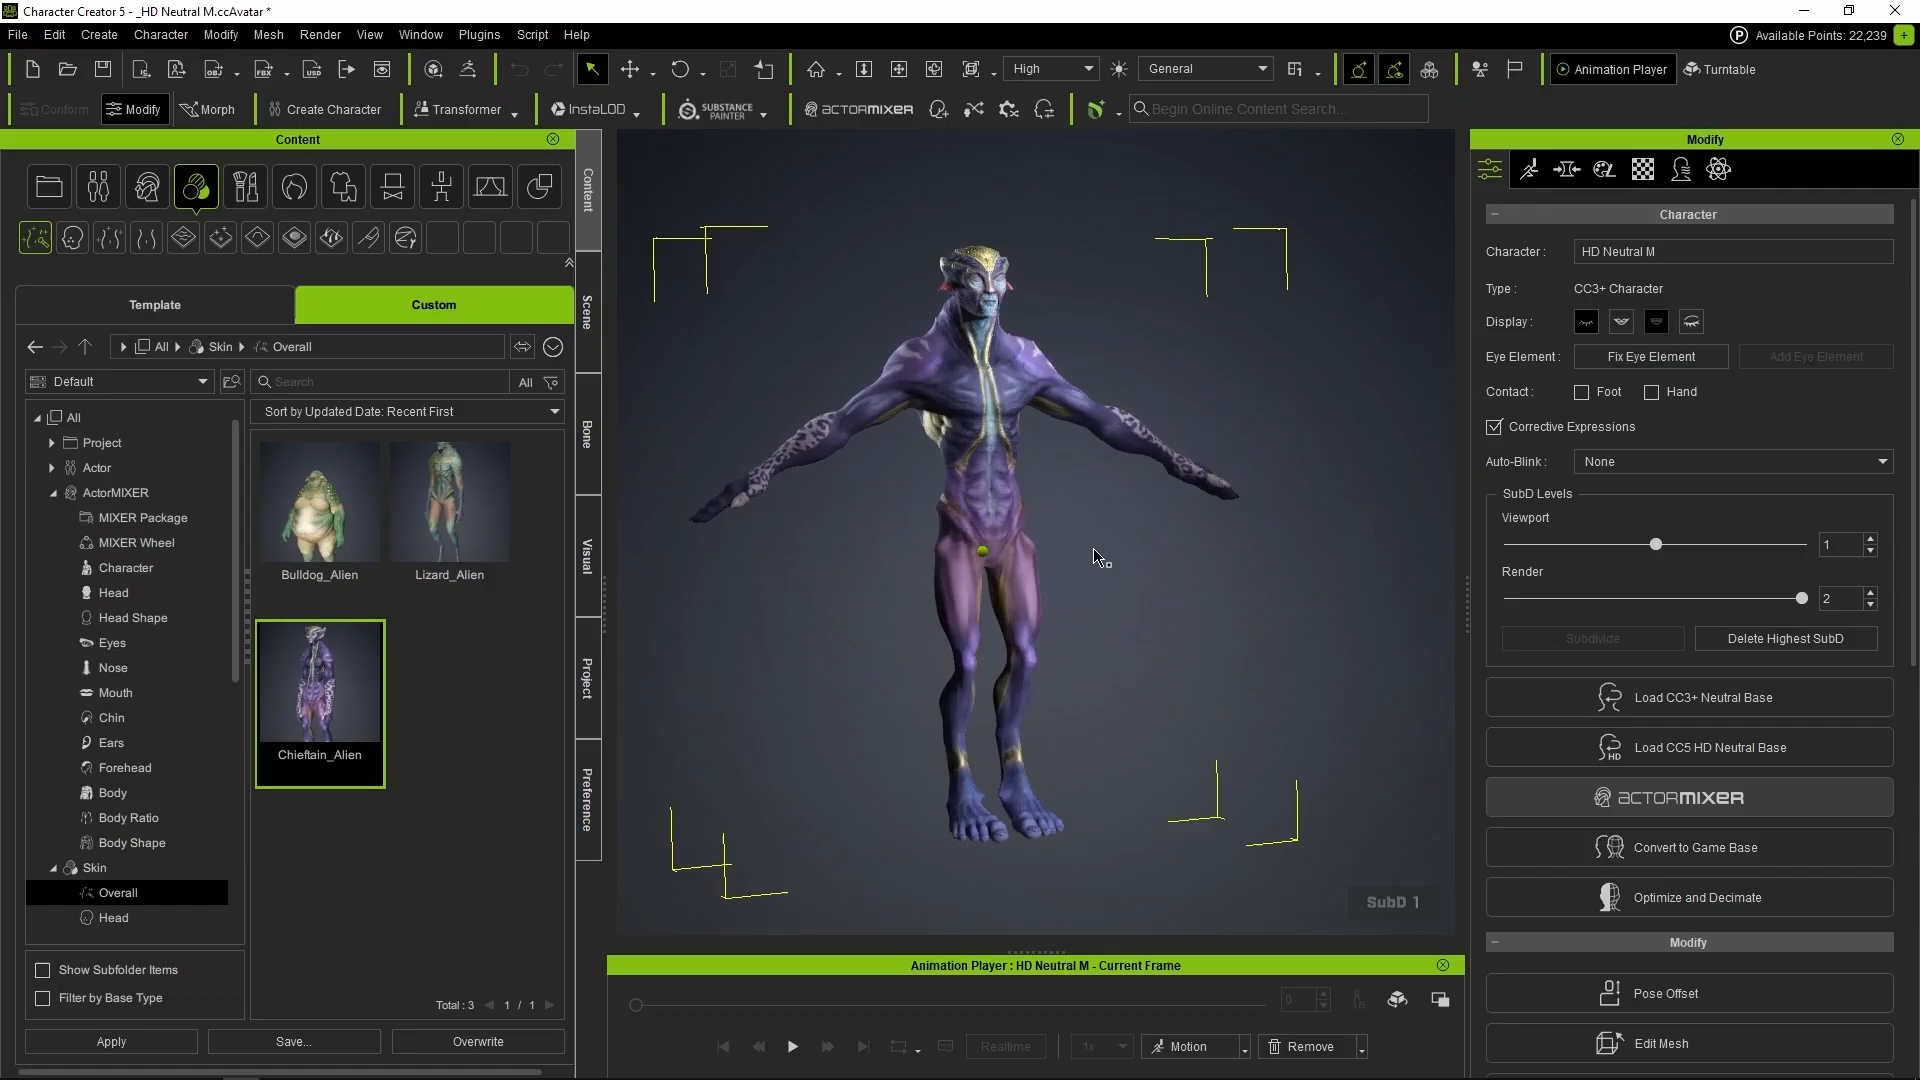 Character Creator 5 - _HD Neutral M.ccAvatar *
File Edit Create Character Modify Mesh Render View Window Plugins Script Help
Available Points: 22,239
High
General
Animation Player
Turntable
Conform
Modify
Morph
Create Character
Transformer
InstaLOD
SUBSTANCE PAINTER
ACTORMIXER
Begin Online Content Search...
Content
Template
Custom
All
Skin
Overall
Default
Search
All
Sort by Updated Date: Recent First
All
Project
Actor
ActorMIXER
MIXER Package
MIXER Wheel
Character
Head
Head Shape
Eyes
Nose
Mouth
Chin
Ears
Forehead
Body
Body Ratio
Body Shape
Skin
Overall
Head
Bulldog_Alien
Lizard_Alien
Chieftain_Alien
Show Subfolder Items
Filter by Base Type
Total : 3 1 / 1
Apply
Save...
Overwrite
Content
Scene
Bone
Visual
Project
Preference
SubD 1
Animation Player : HD Neutral M - Current Frame
0
Realtime
1x
Motion
Remove
Modify
Character
Character : HD Neutral M
Type : CC3+ Character
Display :
Eye Element : Fix Eye Element Add Eye Element
Contact : Foot Hand
Corrective Expressions
Auto-Blink : None
SubD Levels
Viewport
1
Render
2
Subdivide Delete Highest SubD
Load CC3+ Neutral Base
HD Load CC5 HD Neutral Base
ACTORMIXER
Convert to Game Base
Optimize and Decimate
Modify
Pose Offset
Edit Mesh